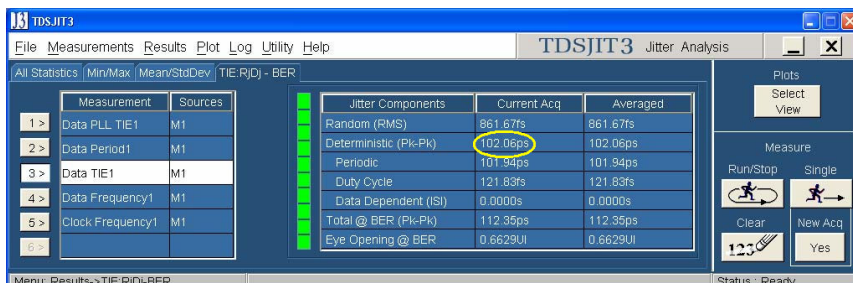 TDSJIT3
File Measurements Results Plot Log Utility Help
TDSJIT3 Jitter Analysis
All Statistics Min/Max Mean/StdDev TIE:RjDj - BER
Measurement Sources
1 > Data PLL TIE1 M1
2 > Data Period1 M1
3 > Data TIE1 M1
4 > Data Frequency1 M1
5 > Clock Frequency1 M1
6 >
Jitter Components Current Acq Averaged
Random (RMS) 861.67fs 861.67fs
Deterministic (Pk-Pk) 102.06ps 102.06ps
Periodic 101.94ps 101.94ps
Duty Cycle 121.83fs 121.83fs
Data Dependent (ISI) 0.0000s 0.0000s
Total @ BER (Pk-Pk) 112.35ps 112.35ps
Eye Opening @ BER 0.6629UI 0.6629UI
Plots
Select
View
Measure
Run/Stop Single
Clear New Acq
123 Yes
Menu: Results->TIE:RjDj-BER
Status : Ready